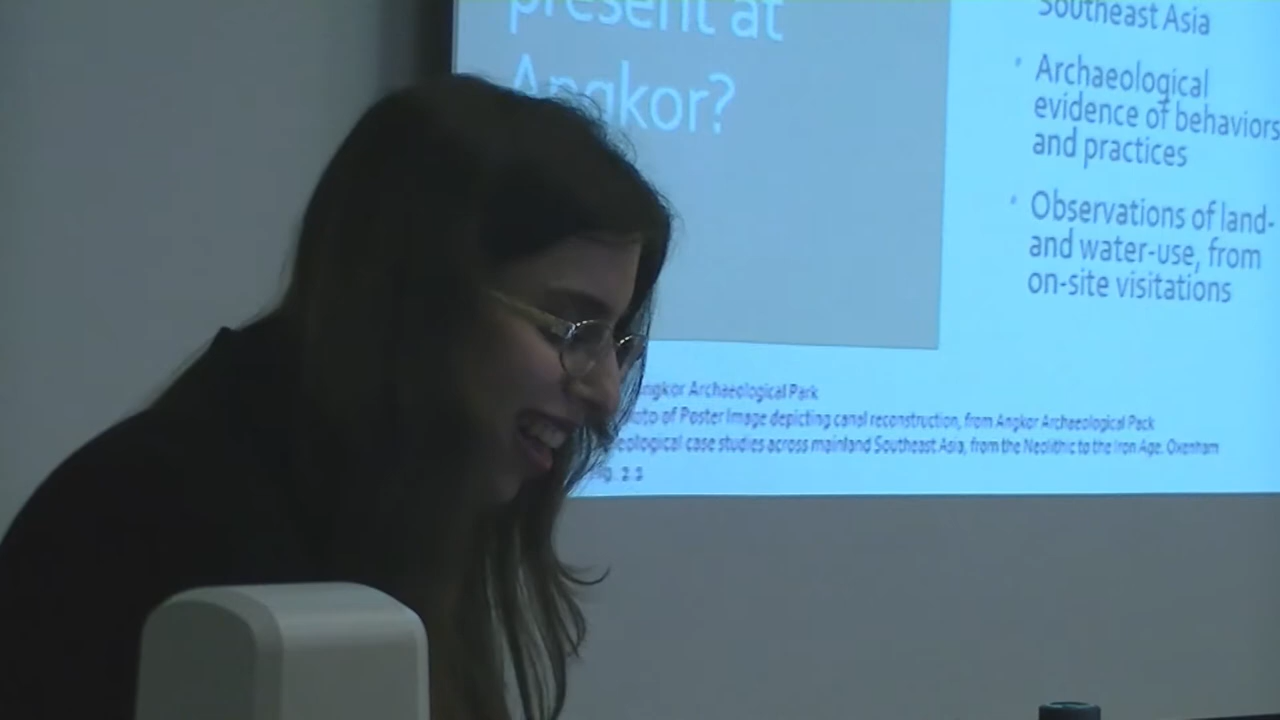 present at
Angkor?
Southeast Asia
Archaeological
evidence of behaviors
and practices
Observations of land-
and water-use, from
on-site visitations
Angkor Archaeological Park
of Poster Image depicting canal reconstruction, from Angkor Archaeological Park
case studies across mainland Southeast Asia, from the Neolithic to the Iron Age. Oxenham